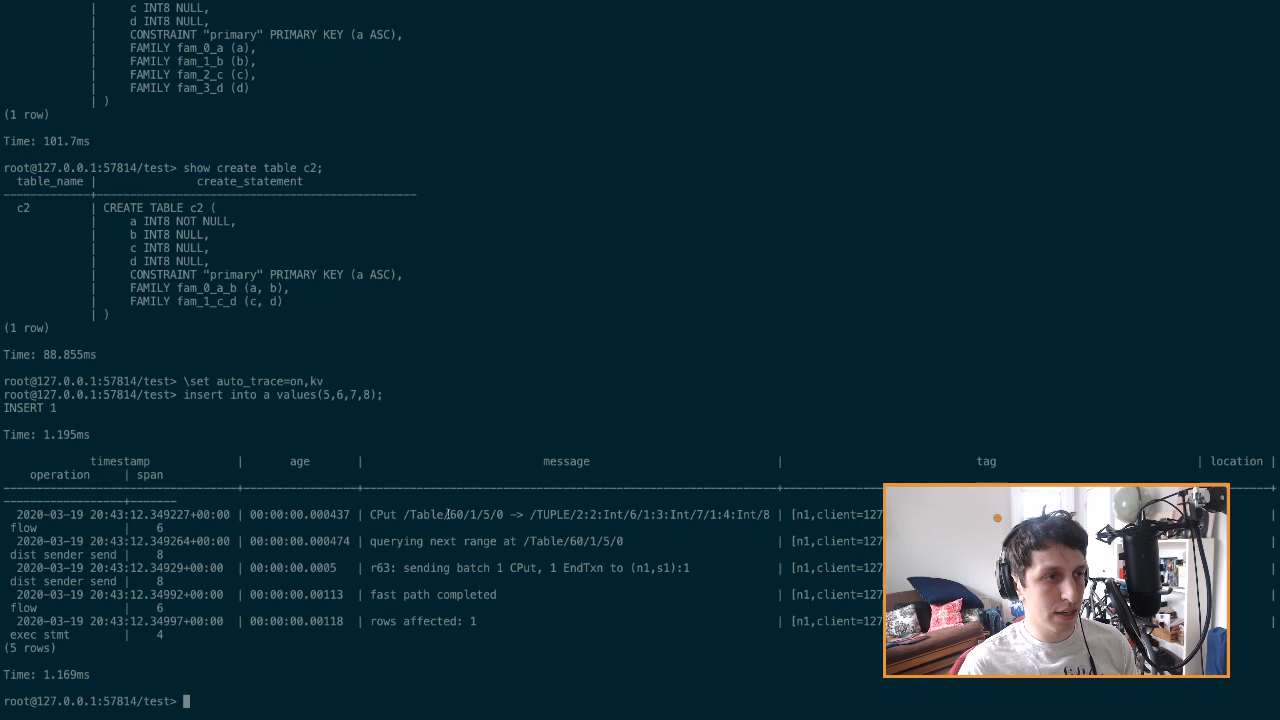 | c INT8 NULL,
| d INT8 NULL,
| CONSTRAINT "primary" PRIMARY KEY (a ASC),
| FAMILY fam_0_a (a),
| FAMILY fam_1_b (b),
| FAMILY fam_2_c (c),
| FAMILY fam_3_d (d)
| )
(1 row)
Time: 101.7ms
root@127.0.0.1:57814/test> show create table c2;
table_name | create_statement
-------------+--------------------------------------------------
c2 | CREATE TABLE c2 (
| a INT8 NOT NULL,
| b INT8 NULL,
| c INT8 NULL,
| d INT8 NULL,
| CONSTRAINT "primary" PRIMARY KEY (a ASC),
| FAMILY fam_0_a_b (a, b),
| FAMILY fam_1_c_d (c, d)
| )
(1 row)
Time: 88.855ms
root@127.0.0.1:57814/test> \set auto_trace=on,kv
root@127.0.0.1:57814/test> insert into a values(5,6,7,8);
INSERT 1
Time: 1.195ms
timestamp | age | message | tag | location |
operation | span
2020-03-19 20:43:12.349227+00:00 | 00:00:00.000437 | CPut /Table/60/1/5/0 -> /TUPLE/2:2:Int/6/1:3:Int/7/1:4:Int/8 | [n1,client=127
flow | 6
2020-03-19 20:43:12.349264+00:00 | 00:00:00.000474 | querying next range at /Table/60/1/5/0 | [n1,client=127
dist sender send | 8
2020-03-19 20:43:12.34929+00:00 | 00:00:00.0005 | r63: sending batch 1 CPut, 1 EndTxn to (n1,s1):1 | [n1,client=127
dist sender send | 8
2020-03-19 20:43:12.34992+00:00 | 00:00:00.00113 | fast path completed | [n1,client=127
flow | 6
2020-03-19 20:43:12.34997+00:00 | 00:00:00.00118 | rows affected: 1 | [n1,client=127
exec stmt | 4
(5 rows)
Time: 1.169ms
root@127.0.0.1:57814/test>